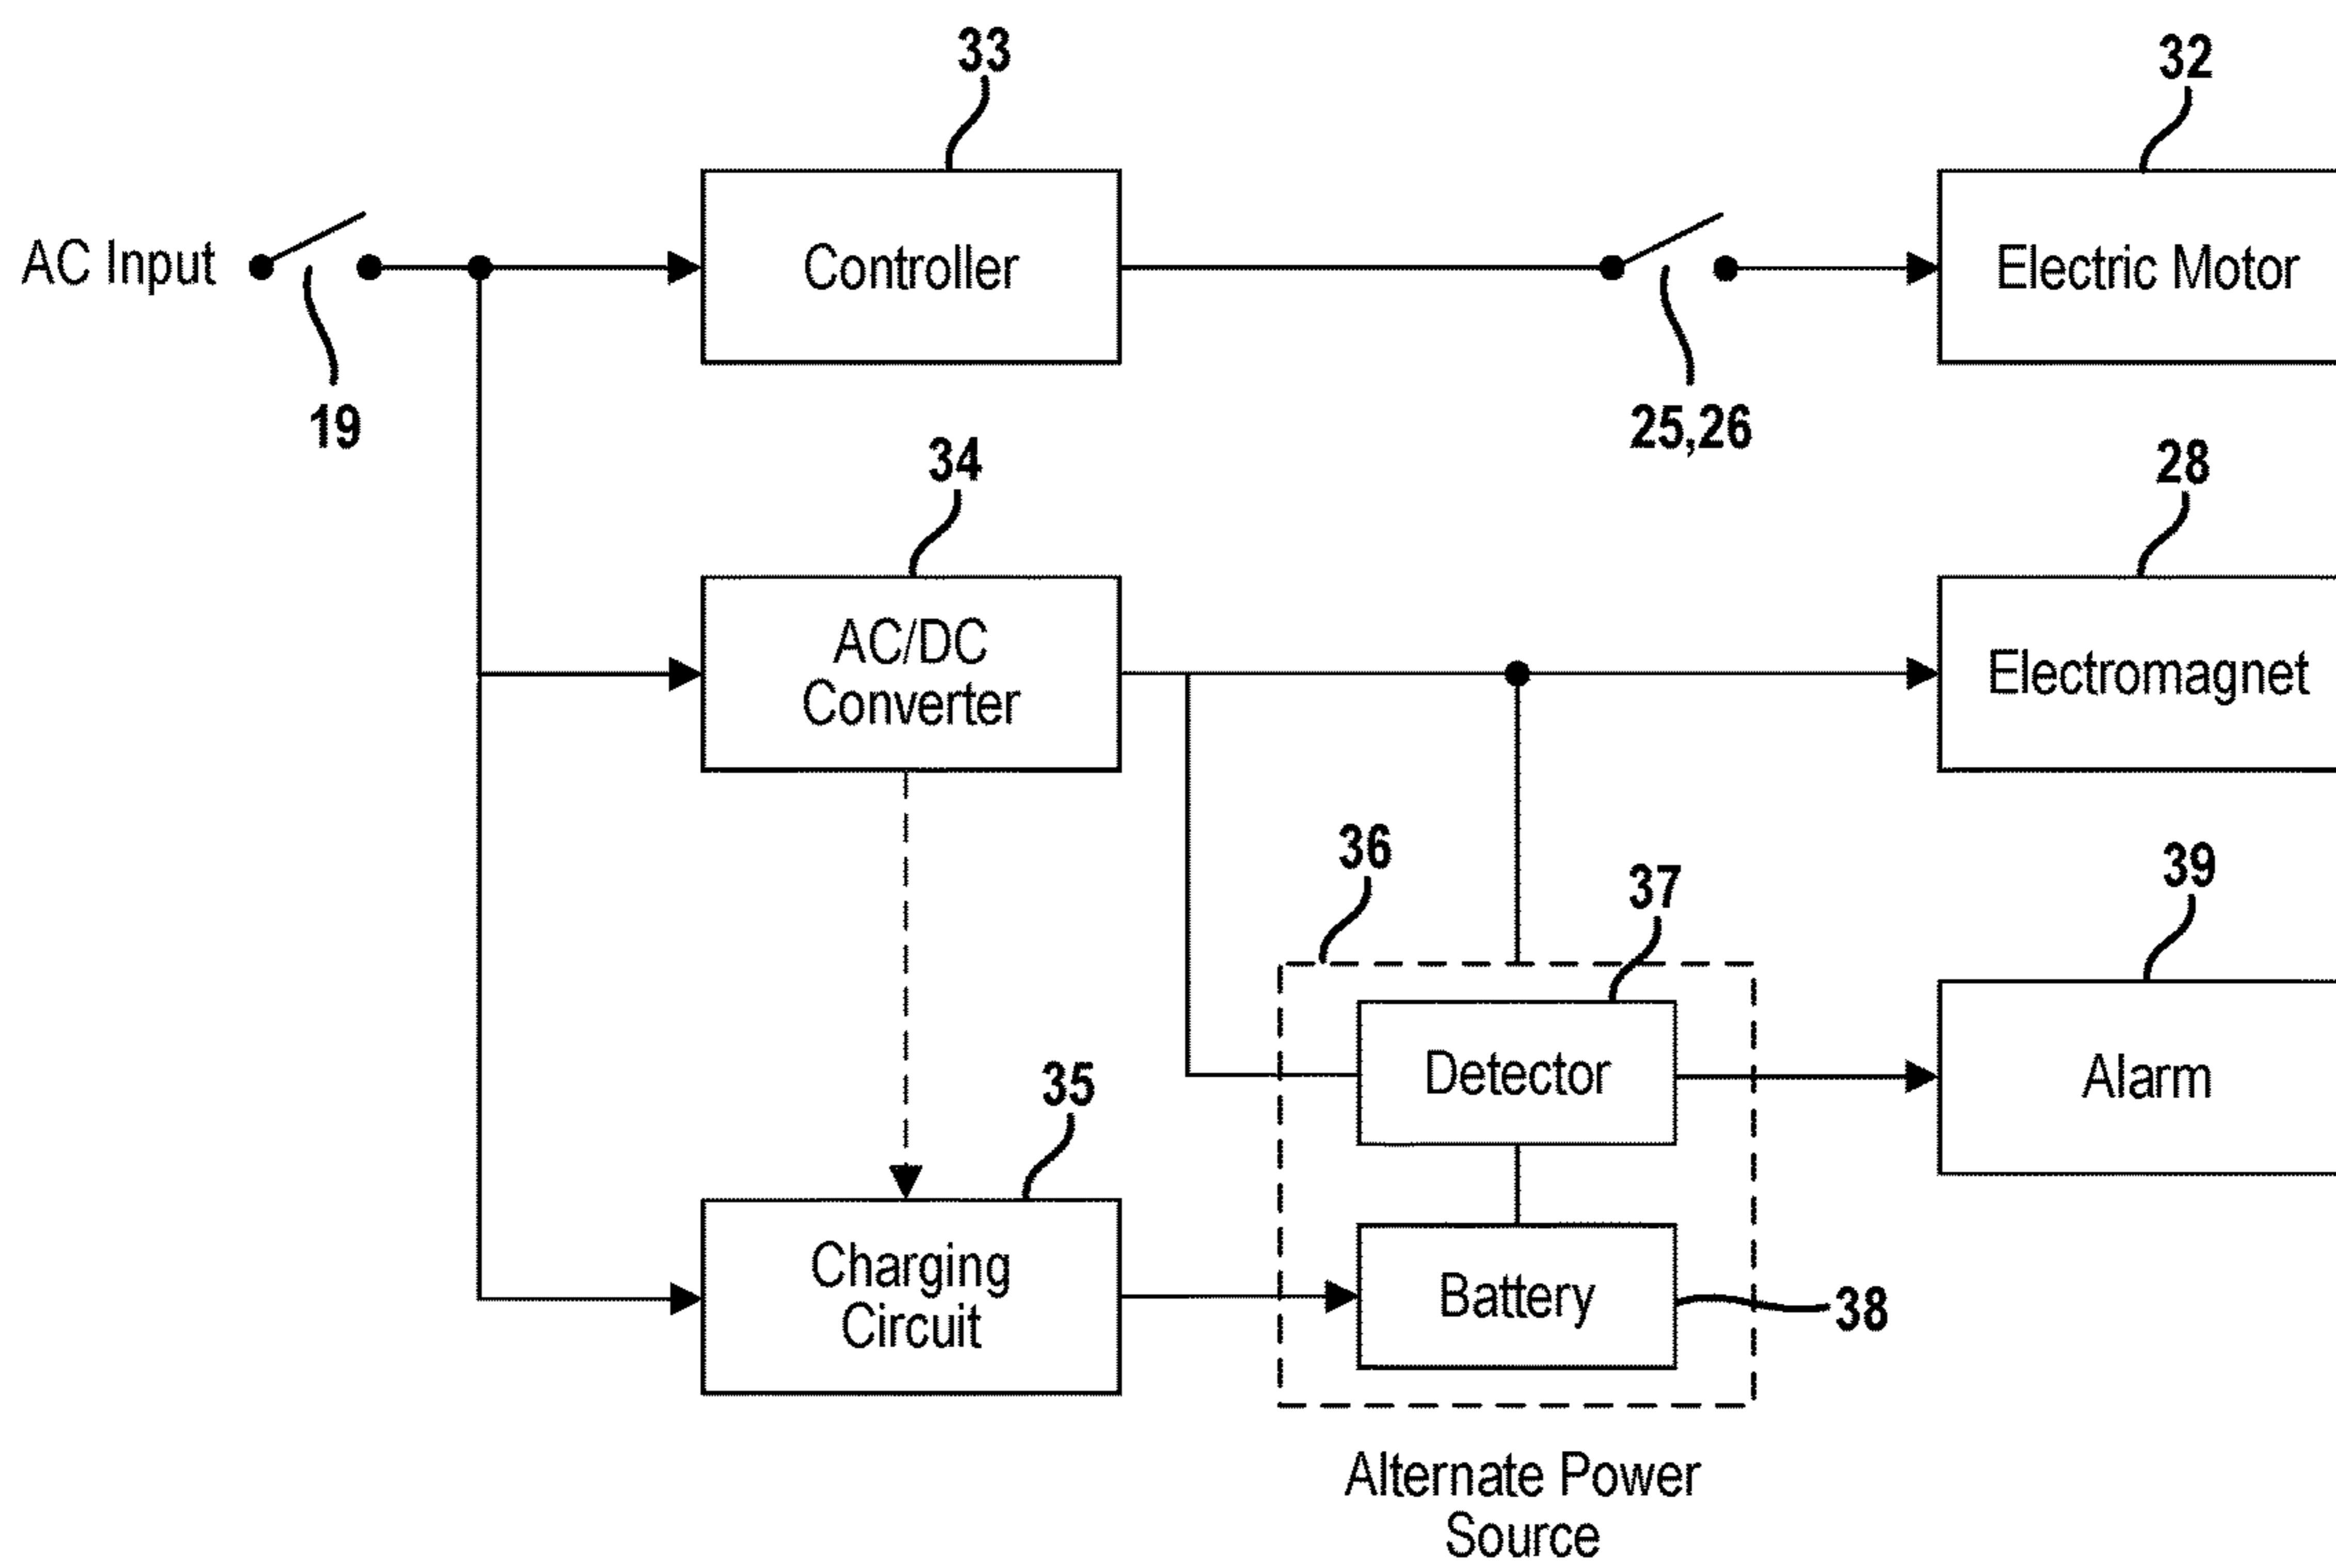 33
32
AC Input
Controller
Electric Motor
19
25,26
34
28
AC/DC
Converter
Electromagnet
36
37
39
Detector
Alarm
35
Charging
Circuit
Battery
38
Alternate Power
Source